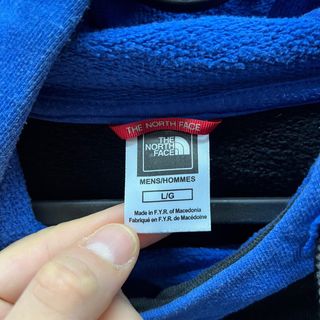 THE NORTH FACE
THE
NORTH
FACE
MENS/HOMMES
L/G
Made in F.Y.R. of Macedonia
Fabriqué en F.Y.R. de Macédoine